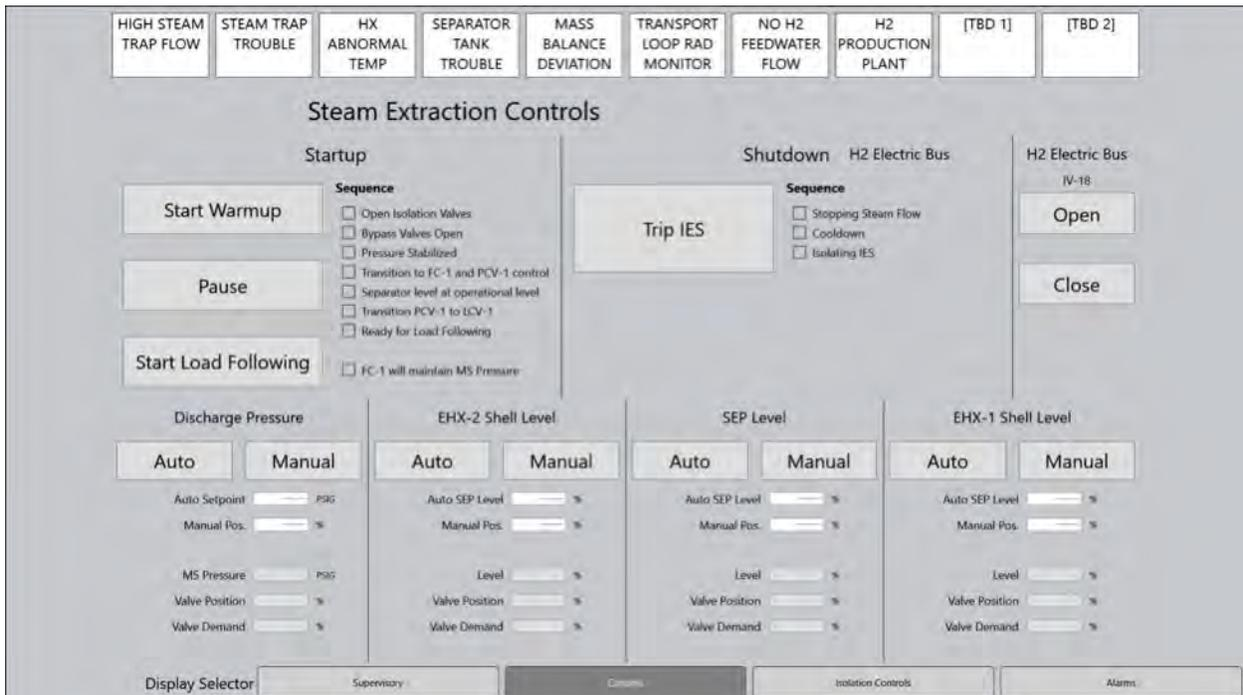 HIGH STEAM
TRAP FLOW
STEAM TRAP
TROUBLE
HX
ABNORMAL
TEMP
SEPARATOR
TANK
TROUBLE
MASS
BALANCE
DEVIATION
TRANSPORT
LOOP RAD
MONITOR
NO H2
FEEDWATER
FLOW
H2
PRODUCTION
PLANT
[TBD 1]
[TBD 2]
Steam Extraction Controls
Startup
Start Warmup
Pause
Start Load Following
Sequence
Open Isolation Valves
Bypass Valves Open
Pressure Stabilized
Transition to FC-1 and PCV-1 control
Separator level at operational level
Transition PCV-1 to LCV-1
Ready for Load Following
FC-1 will maintain MS Pressure
Shutdown
H2 Electric Bus
Trip IES
Sequence
Stopping Steam Flow
Cooldown
Isolating IES
H2 Electric Bus
IV-18
Open
Close
Discharge Pressure
Auto Manual
Auto Setpoint PSIG
Manual Pos. %
MS Pressure PSIG
Valve Position %
Valve Demand %
EHX-2 Shell Level
Auto Manual
Auto SEP Level %
Manual Pos. %
Level %
Valve Position %
Valve Demand %
SEP Level
Auto Manual
Auto SEP Level %
Manual Pos. %
Level %
Valve Position %
Valve Demand %
EHX-1 Shell Level
Auto Manual
Auto SEP Level %
Manual Pos. %
Level %
Valve Position %
Valve Demand %
Display Selector Supervisory Controls Isolation Controls Alarms